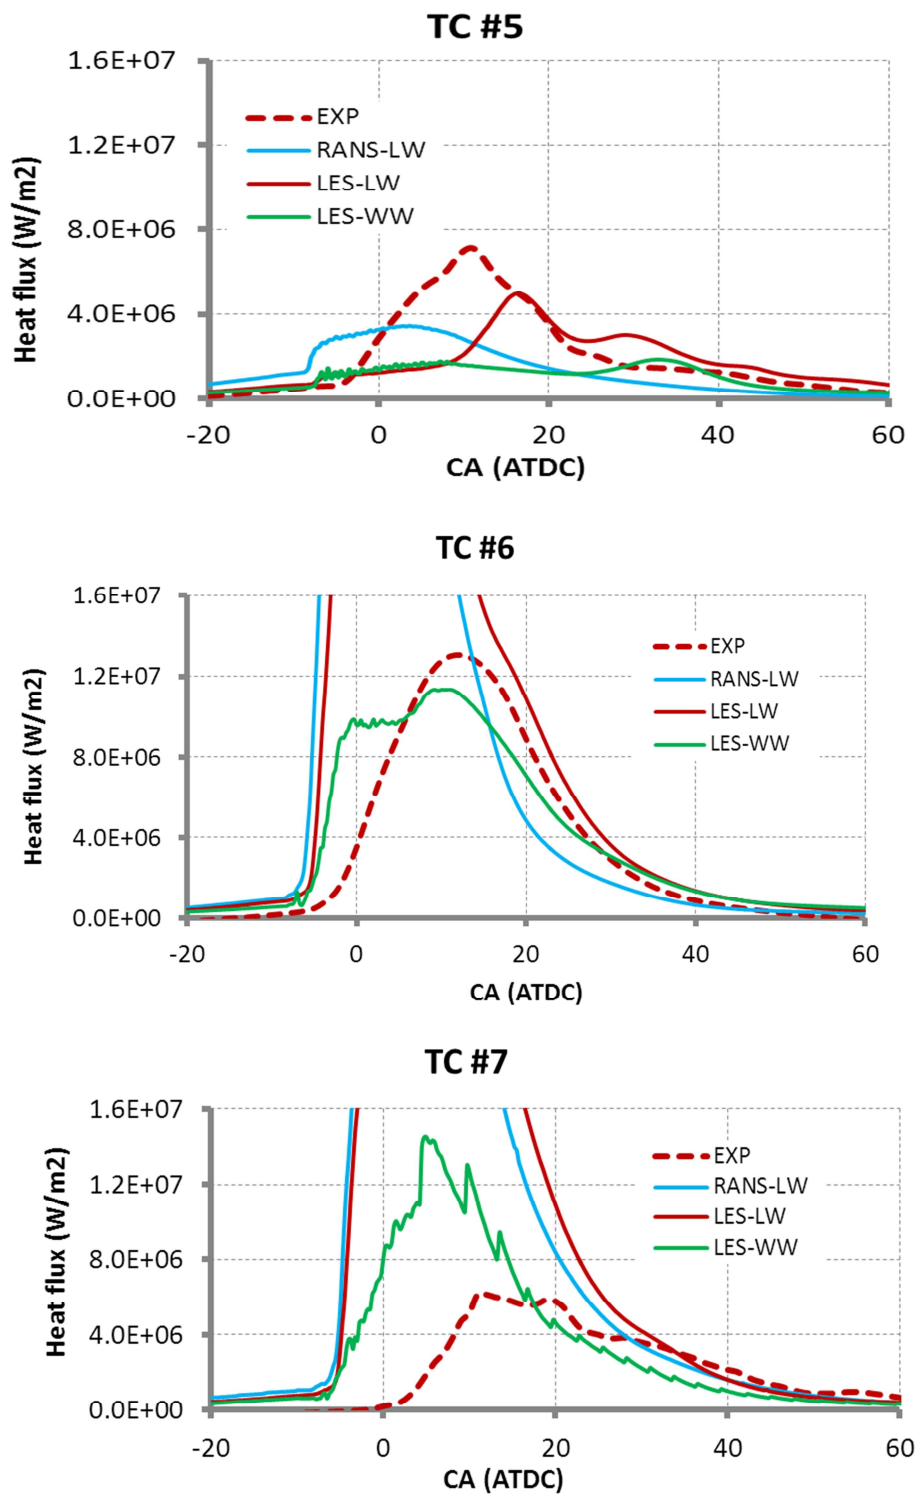 TC #5
1.6E+07
1.2E+07
8.0E+06
4.0E+06
0.0E+00
Heat flux (W/m2)
EXP
RANS-LW
LES-LW
LES-WW
-20 0 20 40 60
CA (ATDC)
TC #6
1.6E+07
1.2E+07
8.0E+06
4.0E+06
0.0E+00
Heat flux (W/m2)
EXP
RANS-LW
LES-LW
LES-WW
-20 0 20 40 60
CA (ATDC)
TC #7
1.6E+07
1.2E+07
8.0E+06
4.0E+06
0.0E+00
Heat flux (W/m2)
EXP
RANS-LW
LES-LW
LES-WW
-20 0 20 40 60
CA (ATDC)